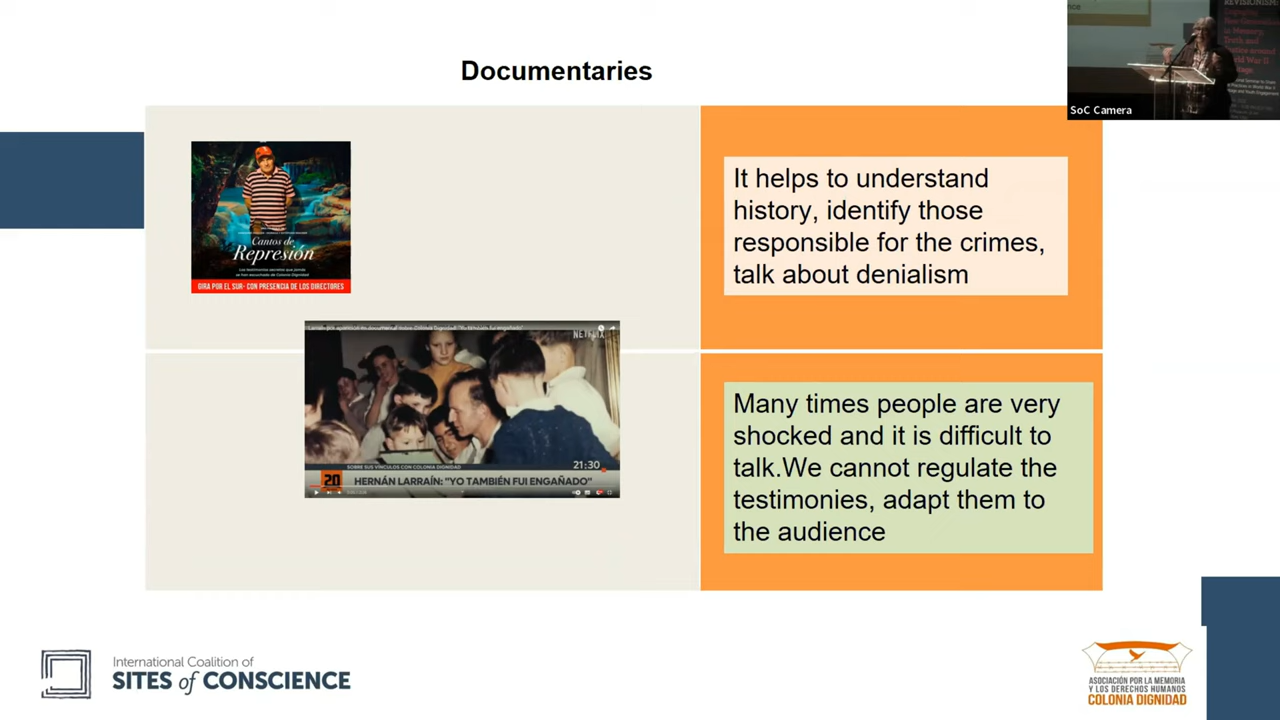 Documentaries
REVISIONISM:
SoC Camera
Cantos de
Represión
GIRA POR EL SUR- CON PRESENCIA DE LOS DIRECTORES
It helps to understand
history, identify those
responsible for the crimes,
talk about denialism
NETFLIX
21:30
SOBRE SUS VÍNCULOS CON COLONIA DIGNIDAD
20
HERNÁN LARRAÍN: "YO TAMBIÉN FUI ENGAÑADO"
Many times people are very
shocked and it is difficult to
talk.We cannot regulate the
testimonies, adapt them to
the audience
International Coalition of
SITES of CONSCIENCE
ASOCIACIÓN POR LA MEMORIA
Y LOS DERECHOS HUMANOS
COLONIA DIGNIDAD